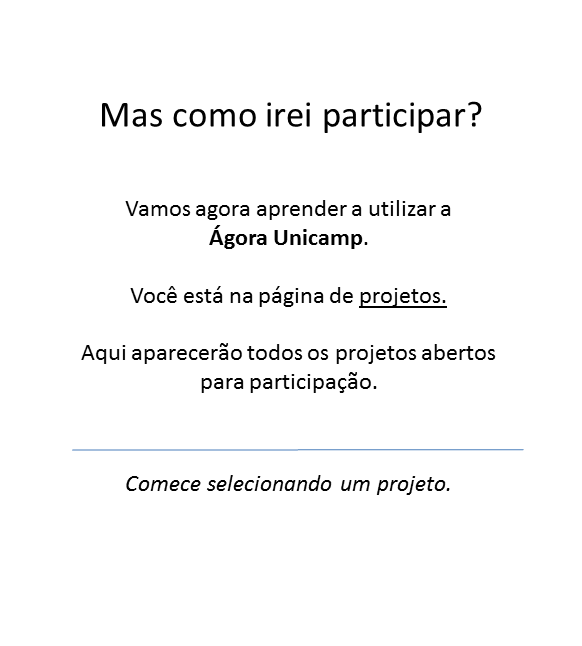 Mas como irei participar?
Vamos agora aprender a utilizar a
Ágora Unicamp.
Você está na página de projetos.
Aqui aparecerão todos os projetos abertos
para participação.
Comece selecionando um projeto.